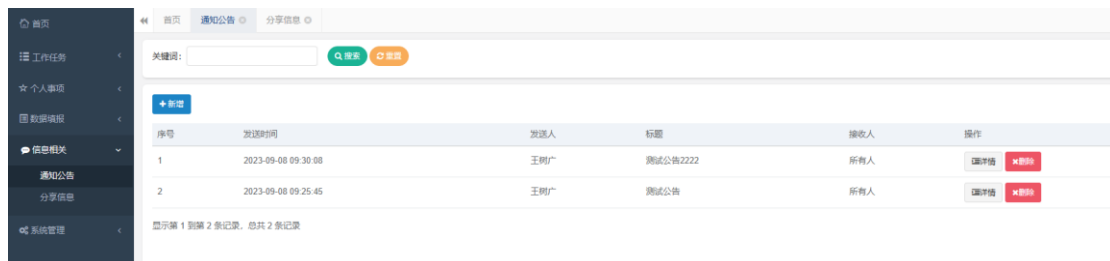 首页
工作任务
个人事项
数据填报
信息相关
通知公告
分享信息
系统管理
首页 通知公告 分享信息
关键词: 搜索 重置
新增
序号 发送时间 发送人 标题 接收人 操作
1 2023-09-08 09:30:08 王树广 测试公告2222 所有人 详情 删除
2 2023-09-08 09:25:45 王树广 测试公告 所有人 详情 删除
显示第 1 到第 2 条记录，总共 2 条记录